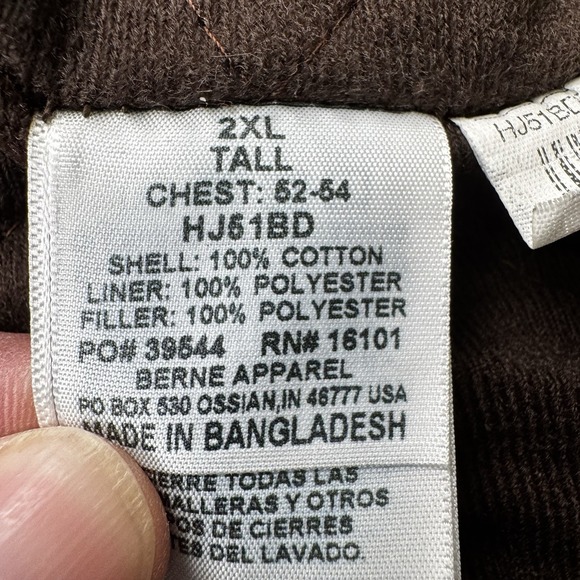 2XL
TALL
CHEST: 52-54
HJ51BD
SHELL: 100% COTTON
LINER: 100% POLYESTER
FILLER: 100% POLYESTER
PO# 39544 RN# 16101
BERNE APPAREL
PO BOX 530 OSSIAN,IN 46777 USA
MADE IN BANGLADESH
TODAS LAS
Y OTROS
DE CIERRES
DEL LAVADO.
HJ51BD